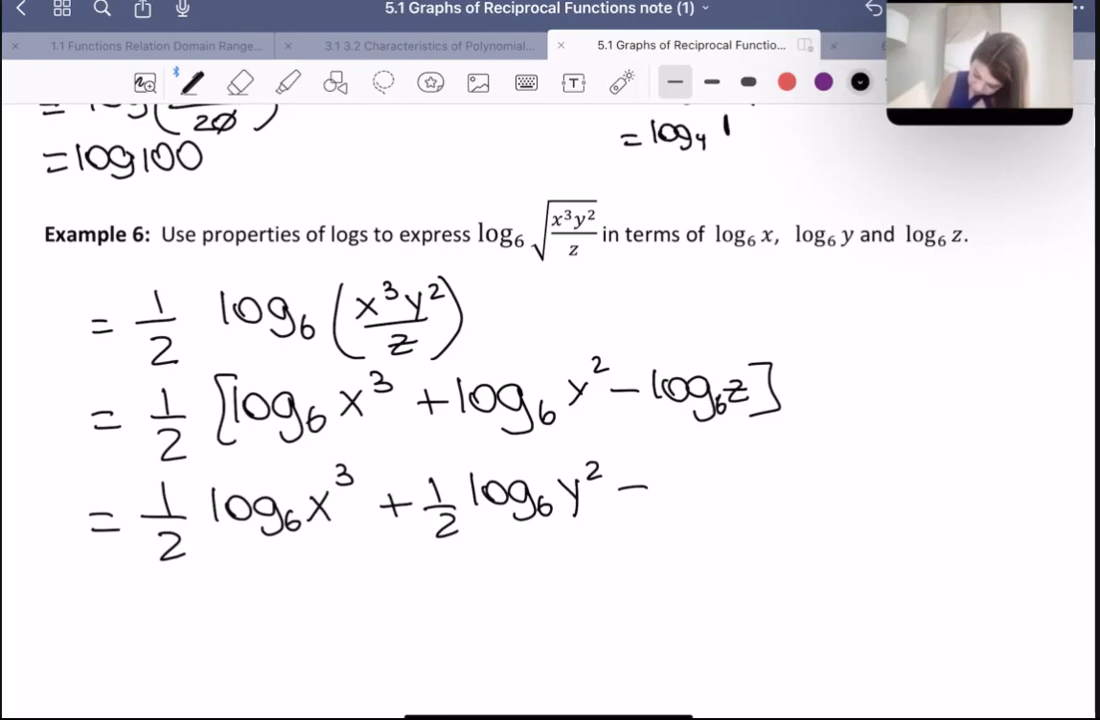 5.1 Graphs of Reciprocal Functions note (1)
1.1 Functions Relation Domain Range...
3.1 3.2 Characteristics of Polynomial...
5.1 Graphs of Reciprocal Functio...
20
= log 100
= log₄ 1
Example 6: Use properties of logs to express log₆ √(x³y²/z) in terms of log₆ x, log₆ y and log₆ z.
= 1/2 log₆ (x³y²/z)
= 1/2 [log₆ x³ + log₆ y² − log₆ z]
= 1/2 log₆ x³ + 1/2 log₆ y² −